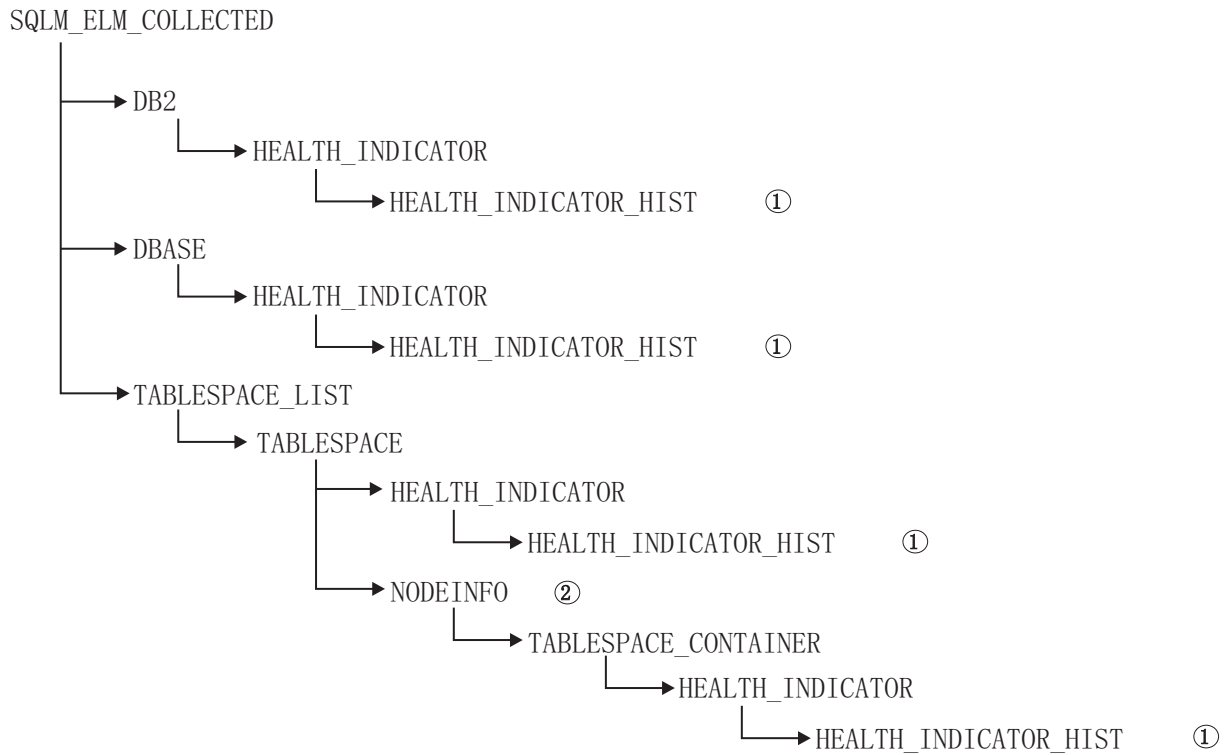 SQLM_ELM_COLLECTED
DB2
HEALTH_INDICATOR
HEALTH_INDICATOR_HIST ①
DBASE
HEALTH_INDICATOR
HEALTH_INDICATOR_HIST ①
TABLESPACE_LIST
TABLESPACE
HEALTH_INDICATOR
HEALTH_INDICATOR_HIST ①
NODEINFO ②
TABLESPACE_CONTAINER
HEALTH_INDICATOR
HEALTH_INDICATOR_HIST ①